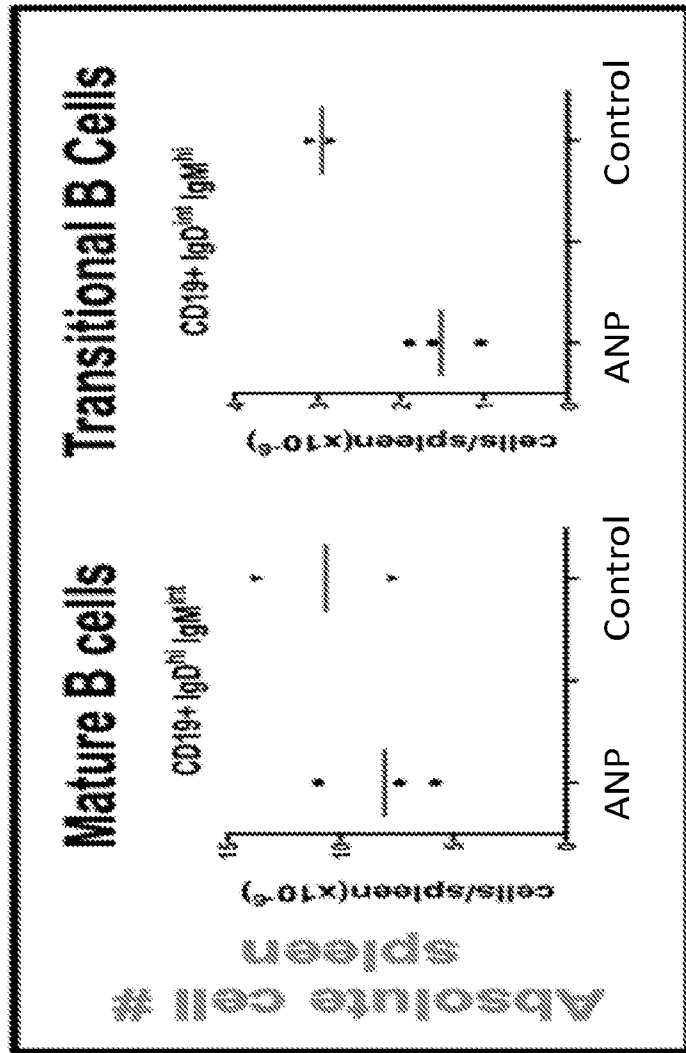 Absolute cell #
spleen
Mature B cells
CD19+ IgDhi IgMint
cells/spleen(x10-6)
15
10
5
0
ANP
Control
Transitional B Cells
CD19+ IgDint IgMhi
cells/spleen(x10-6)
4
3
2
1
0
ANP
Control